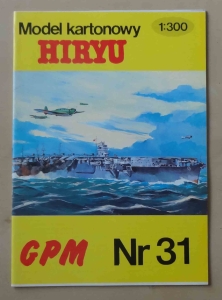 Model kartonowy
HIRYU
1:300
GPM Nr 31